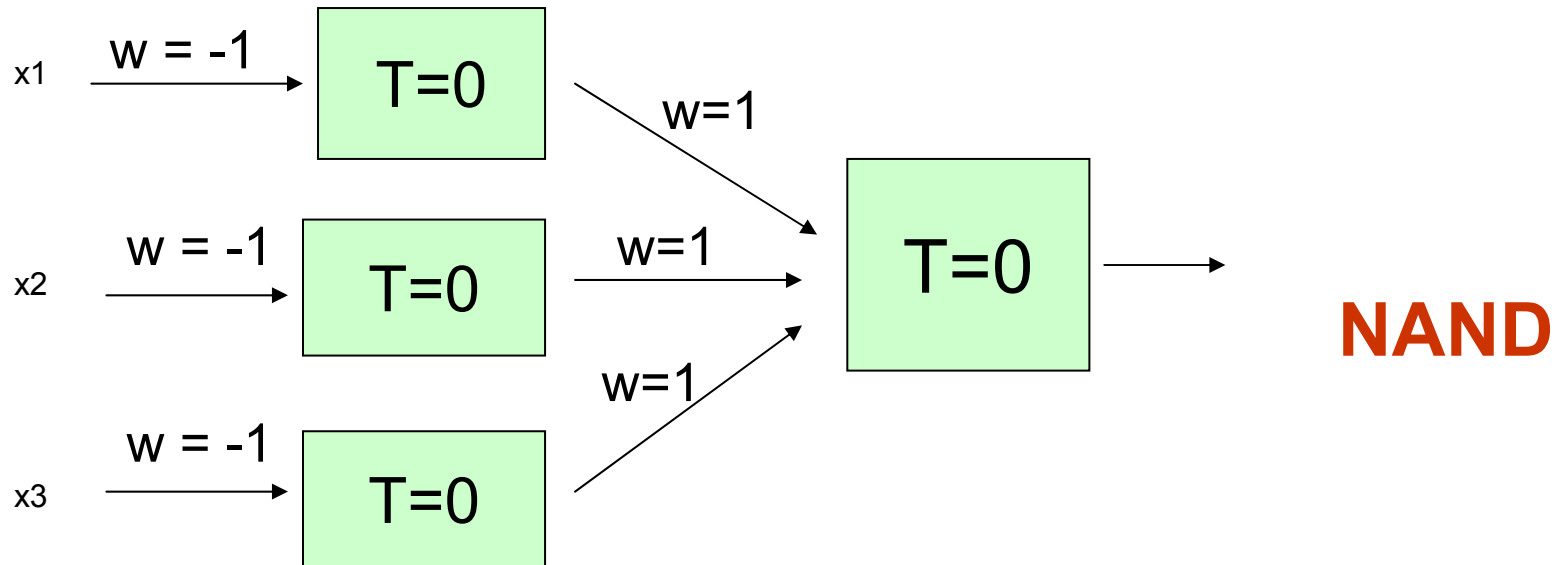 x1
w = -1
T=0
w=1
x2
w = -1
T=0
w=1
T=0
NAND
x3
w = -1
T=0
w=1